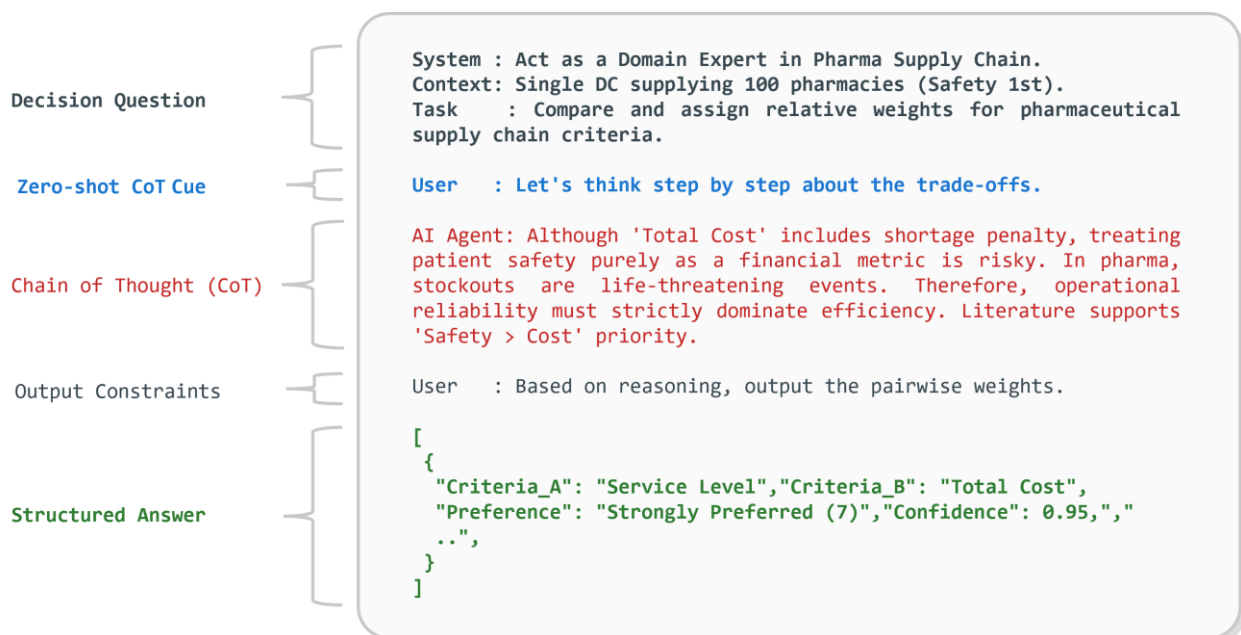 System : Act as a Domain Expert in Pharma Supply Chain.
Context: Single DC supplying 100 pharmacies (Safety 1st).
Decision Question
Task : Compare and assign relative weights for pharmaceutical
supply chain criteria.
Zero-shot CoT Cue
User : Let's think step by step about the trade-offs.
AI Agent: Although 'Total Cost' includes shortage penalty, treating
patient safety purely as a financial metric is risky. In pharma,
Chain of Thought (CoT)
stockouts are life-threatening events. Therefore, operational
reliability must strictly dominate efficiency. Literature supports
'Safety > Cost' priority.
Output Constraints
User : Based on reasoning, output the pairwise weights.
[
{
"Criteria_A": "Service Level","Criteria_B": "Total Cost",
Structured Answer
"Preference": "Strongly Preferred (7)","Confidence": 0.95,","
..",
}
]